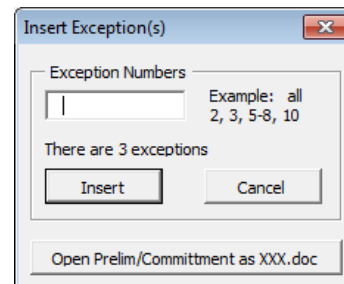 Insert Exception(s)
Exception Numbers
Example: all
2, 3, 5-8, 10
There are 3 exceptions
Insert
Cancel
Open Prelim/Committment as XXX.doc